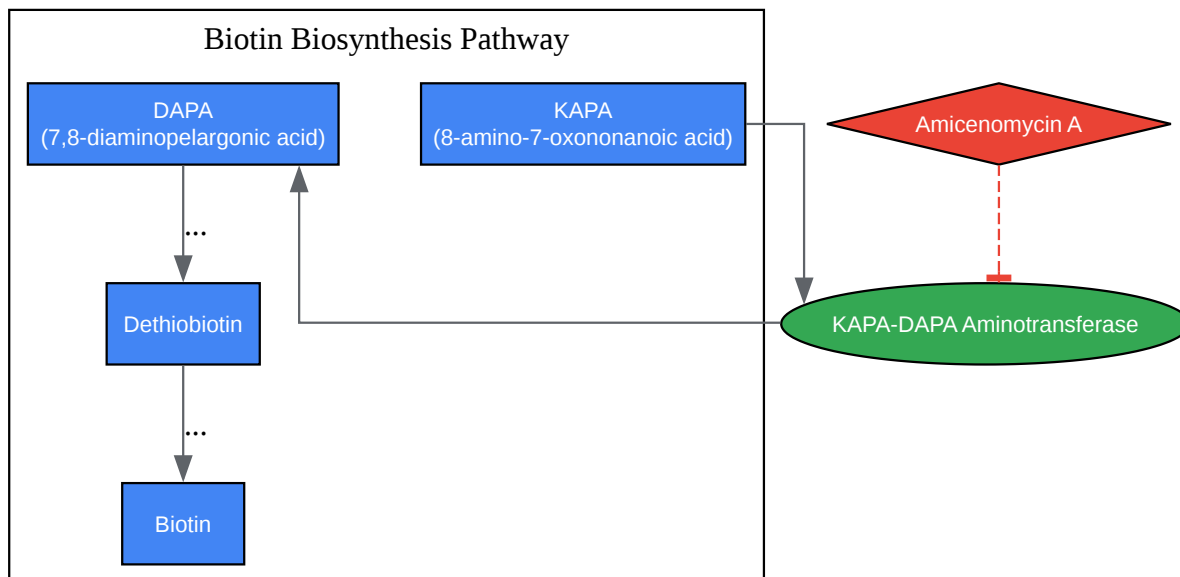 Biotin Biosynthesis Pathway
DAPA
(7,8-diaminopelargonic acid)
KAPA
(8-amino-7-oxononanoic acid)
Amicenomycin A
...
Dethiobiotin
KAPA-DAPA Aminotransferase
...
Biotin